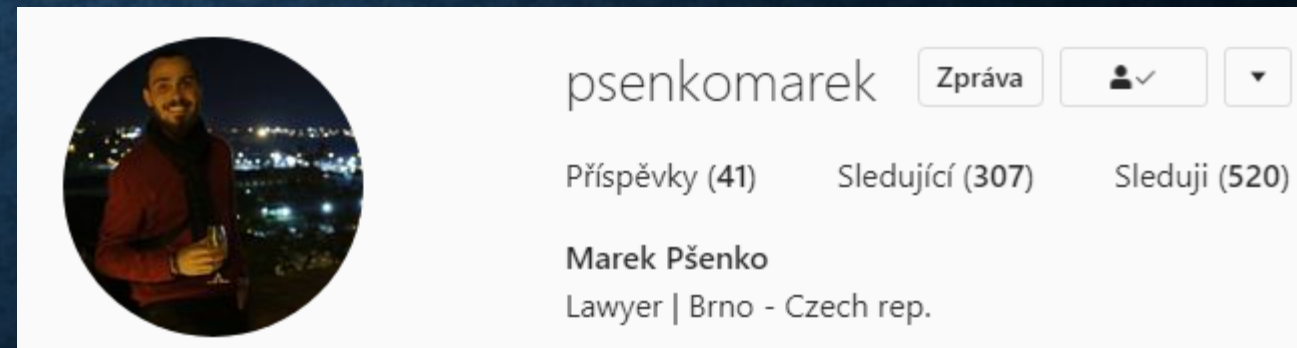 psenkomarek Zpráva
Příspěvky (41) Sledující (307) Sleduji (520)
Marek Pšenko
Lawyer | Brno - Czech rep.